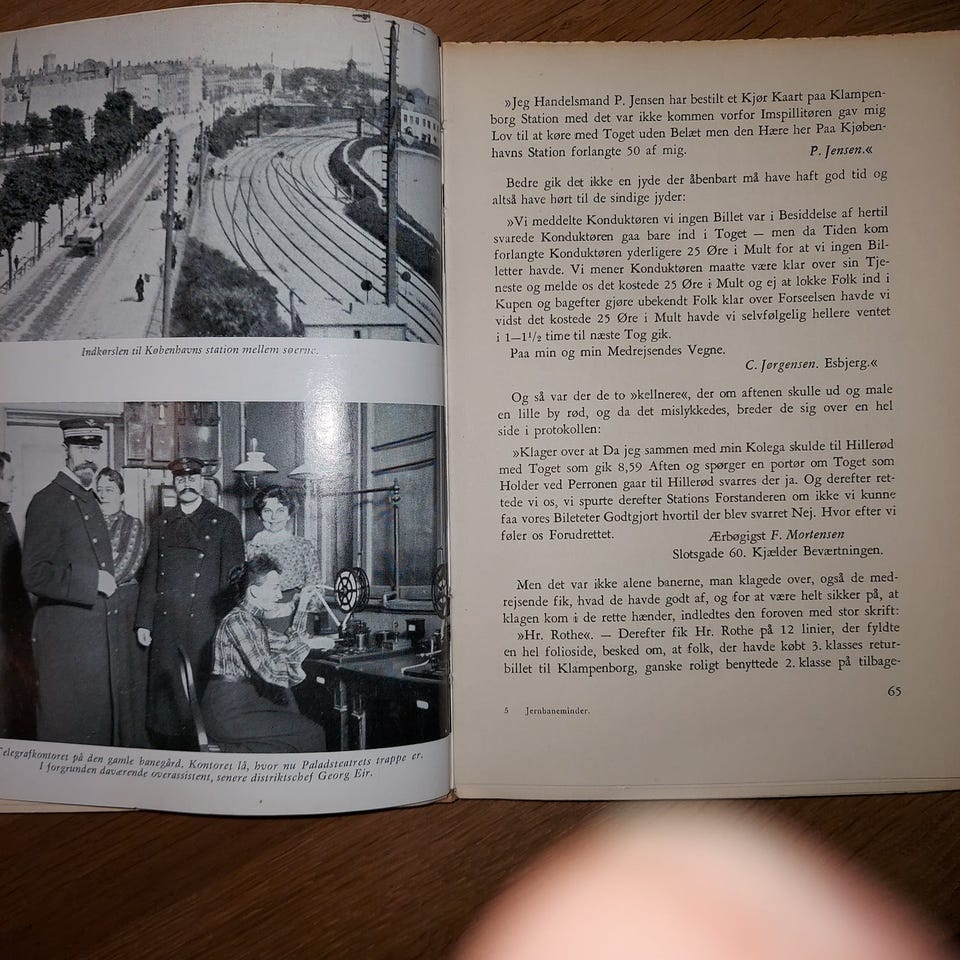 Indkørslen til Københavns station mellem søerne.
Telegrafkontoret på den gamle banegård. Kontoret lå, hvor nu Paladsteatrets trappe er.
I forgrunden daværende overassistent, senere distriktschef Georg Eir.
»Jeg Handelsmand P. Jensen har bestilt et Kjør Kaart paa Klampen-
borg Station med det var ikke kommen vorfor Imspillitören gav mig
Lov til at køre med Toget uden Belæt men den Hære her Paa Kjøben-
havns Station forlangte 50 af mig. P. Jensen.«
Bedre gik det ikke en jyde der åbenbart må have haft god tid og
altså have hørt til de sindige jyder:
»Vi meddelte Konduktøren vi ingen Billet var i Besiddelse af hertil
svarede Konduktøren gaa bare ind i Toget — men da Tiden kom
forlangte Konduktøren yderligere 25 Øre i Mult for at vi ingen Bil-
letter havde. Vi mener Konduktøren maatte være klar over sin Tje-
neste og melde os det kostede 25 Øre i Mult og ej at lokke Folk ind i
Kupen og bagefter gjøre ubekendt Folk klar over Forseelsen havde vi
vidst det kostede 25 Øre i Mult havde vi selvfølgelig hellere ventet
i 1—1½ time til næste Tog gik.
Paa min og min Medrejsendes Vegne.
C. Jørgensen. Esbjerg.«
Og så var der de to »kellnere«, der om aftenen skulle ud og male
en lille by rød, og da det mislykkedes, breder de sig over en hel
side i protokollen:
»Klager over at Da jeg sammen med min Kolega skulde til Hillerød
med Toget som gik 8,59 Aften og spørger en portør om Toget som
Holder ved Perronen gaar til Hillerød svarres der ja. Og derefter ret-
tede vi os, vi spurte derefter Stations Forstanderen om ikke vi kunne
faa vores Bileteter Godtgjort hvortil der blev svarret Nej. Hvor efter vi
føler os Forudrettet. Ærbøgigst F. Mortensen
Slotsgade 60. Kjælder Beværtningen.
Men det var ikke alene banerne, man klagede over, også de med-
rejsende fik, hvad de havde godt af, og for at være helt sikker på, at
klagen kom i de rette hænder, indledtes den foroven med stor skrift:
»Hr. Rothe«. — Derefter fik Hr. Rothe på 12 linier, der fyldte
en hel folioside, besked om, at folk, der havde købt 3. klasses retur-
billet til Klampenborg, ganske roligt benyttede 2. klasse på tilbage-
65
5 Jernbaneminder.